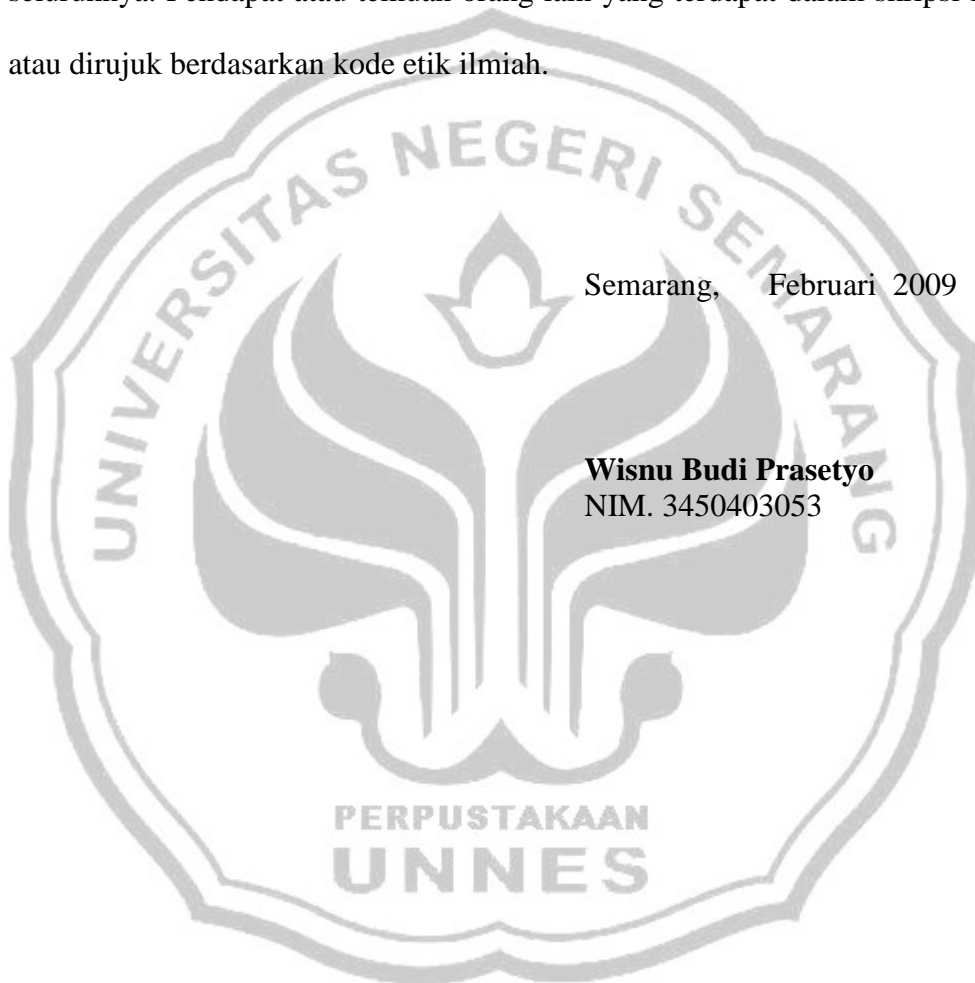 atau dirujuk berdasarkan kode etik ilmiah.
UNIVERSITAS NEGERI SEMARANG
Semarang, Februari 2009
Wisnu Budi Prasetyo
NIM. 3450403053
PERPUSTAKAAN
UNNES